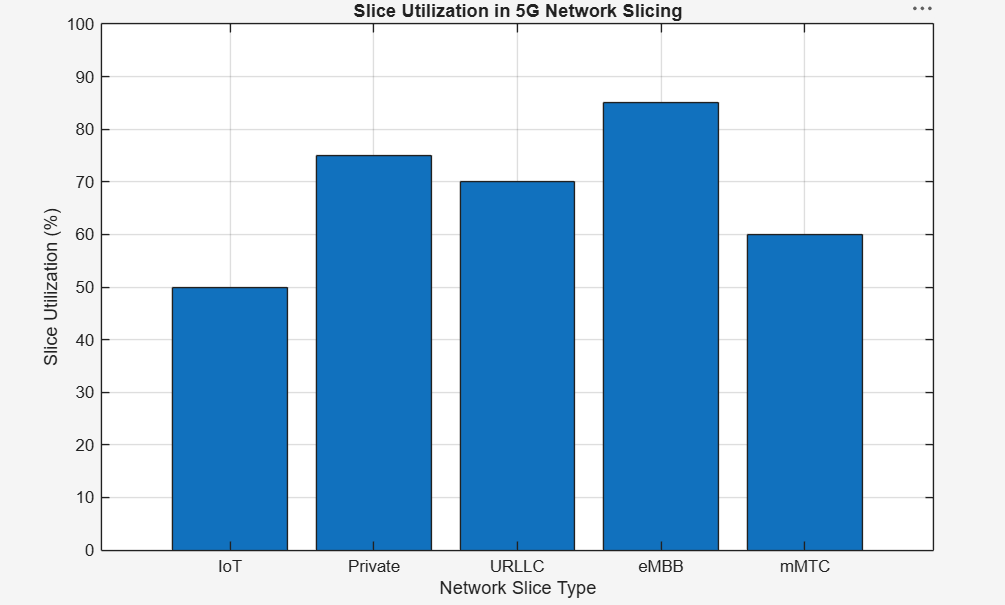 Slice Utilization in 5G Network Slicing
100
90
80
70
60
50
40
30
20
10
0
Slice Utilization (%)
IoT Private URLLC eMBB mMTC
Network Slice Type